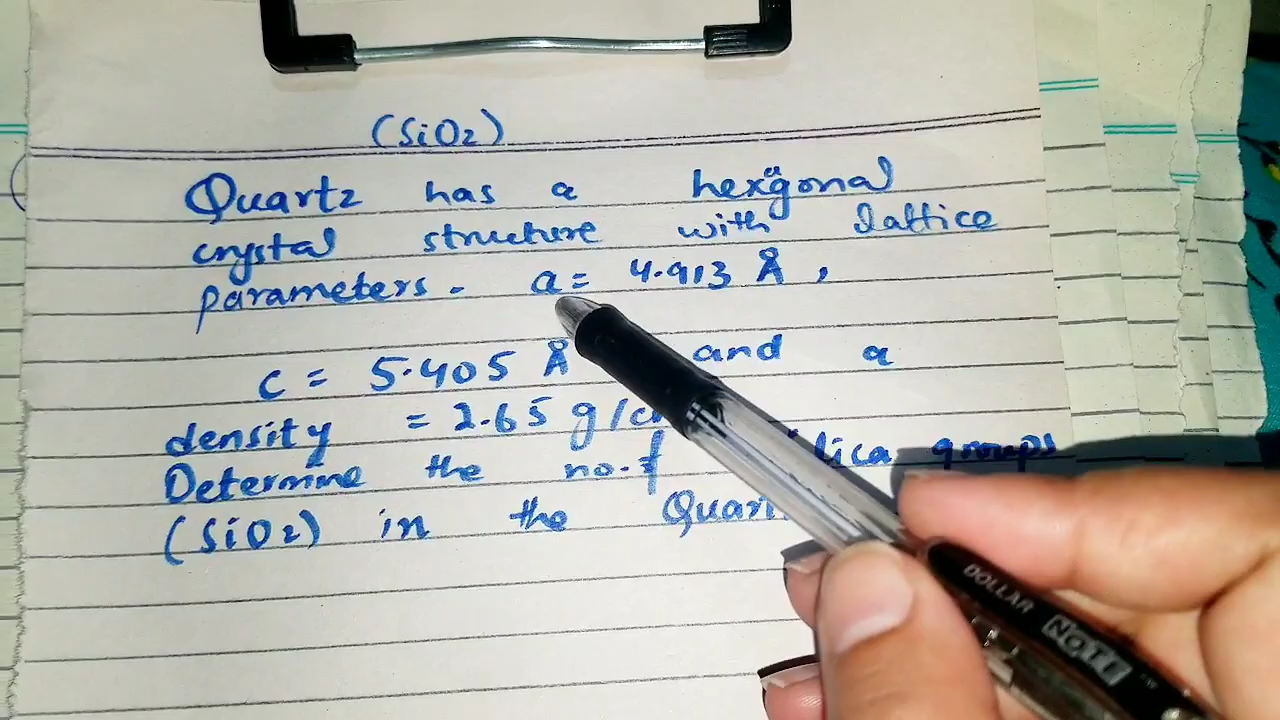 (SiO2)
Quartz has a hexagonal
crystal structure with lattice
parameters. a= 4.913 Å ,
c = 5.405 Å and a
density = 2.65 g/c
Determine the no. of groups
(SiO2) in the
DOLLAR